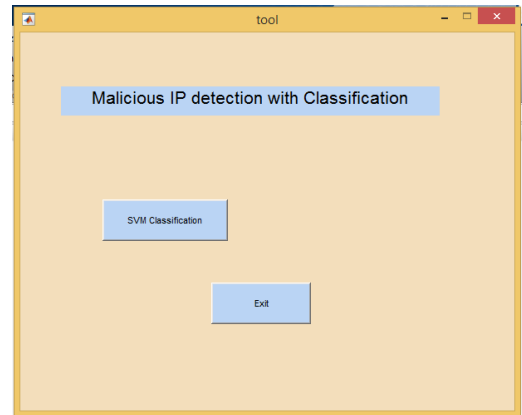 tool
Malicious IP detection with Classification
SVM Classification
Exit